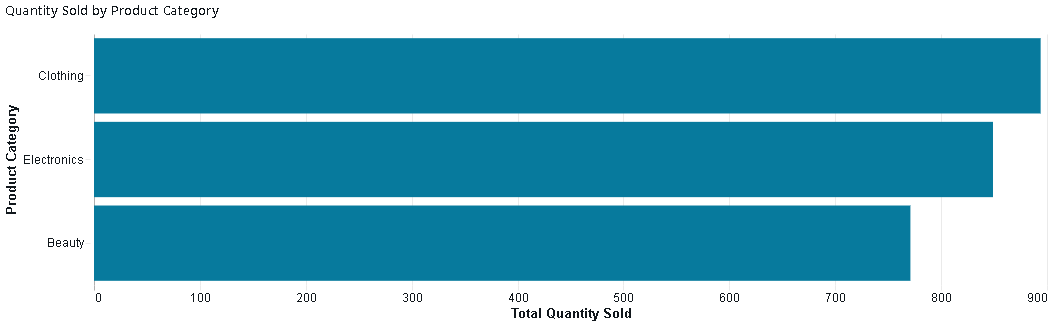 Quantity Sold by Product Category
Product Category
Clothing
Electronics
Beauty
0 100 200 300 400 500 600 700 800 900
Total Quantity Sold